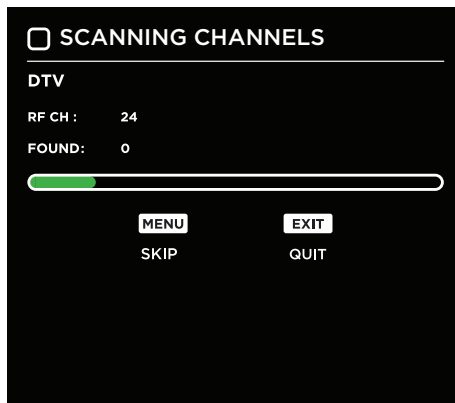 SCANNING CHANNELS
DTV
RF CH : 24
FOUND: 0
MENU EXIT
SKIP QUIT